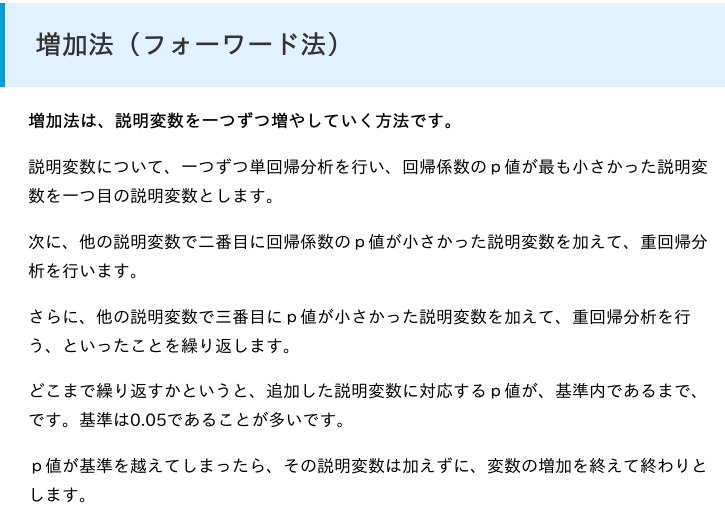 増加法（フォーワード法）
増加法は、説明変数を一つずつ増やしていく方法です。
説明変数について、一つずつ単回帰分析を行い、回帰係数のｐ値が最も小さかった説明変
数を一つ目の説明変数とします。
次に、他の説明変数で二番目に回帰係数のｐ値が小さかった説明変数を加えて、重回帰分
析を行います。
さらに、他の説明変数で三番目にｐ値が小さかった説明変数を加えて、重回帰分析を行
う、といったことを繰り返します。
どこまで繰り返すかというと、追加した説明変数に対応するｐ値が、基準内であるまで、
です。基準は0.05であることが多いです。
ｐ値が基準を越えてしまったら、その説明変数は加えずに、変数の増加を終えて終わりと
します。